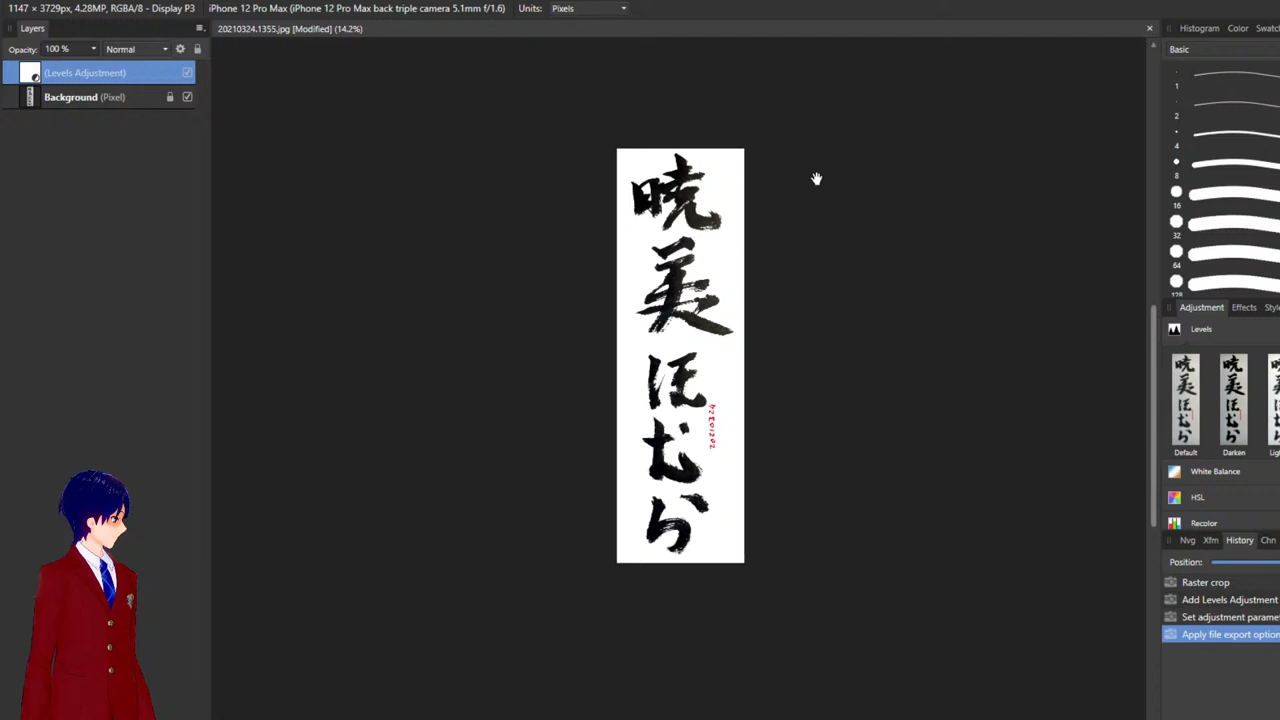 1147 × 3729px, 4.28MP, RGBA/8 - Display P3
iPhone 12 Pro Max (iPhone 12 Pro Max back triple camera 5.1mm f/1.6)
Units:
Pixels
Layers
20210324.1355.jpg [Modified] (14.2%)
Opacity:
100 %
Normal
(Levels Adjustment)
Background (Pixel)
暁美ほむら
Histogram
Color
Swatc
Basic
1
2
4
8
16
32
64
128
Adjustment
Effects
Style
Levels
Default
Darken
Ligh
White Balance
HSL
Recolor
Nvg
Xfm
History
Chn
Position:
Raster crop
Add Levels Adjustment
Set adjustment parame
Apply file export option